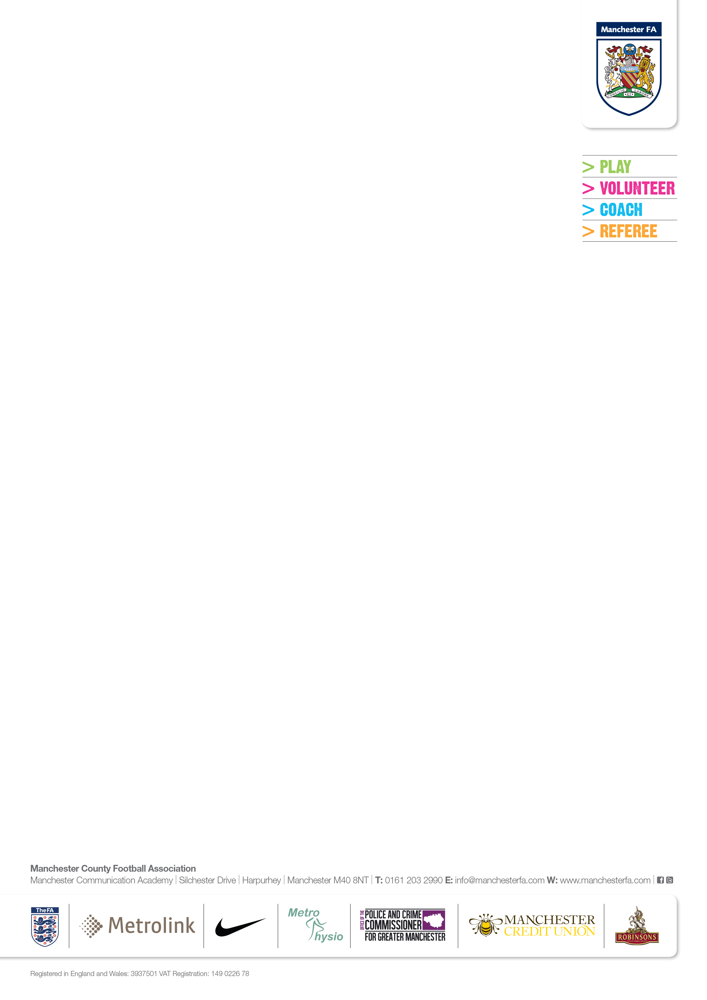 Manchester FA
CONCILIO ET LABORE
> PLAY
> VOLUNTEER
> COACH
> REFEREE
Manchester County Football Association
Manchester Communication Academy | Silchester Drive | Harpurhey | Manchester M40 8NT | T: 0161 203 2990 E: info@manchesterfa.com W: www.manchesterfa.com |
TheFA
Metrolink
Metro
hysio
OFFICE OF THE
POLICE AND CRIME
COMMISSIONER
FOR GREATER MANCHESTER
MANCHESTER
CREDIT UNION
ROBINSONS
Registered in England and Wales: 3937501 VAT Registration: 149 0226 78